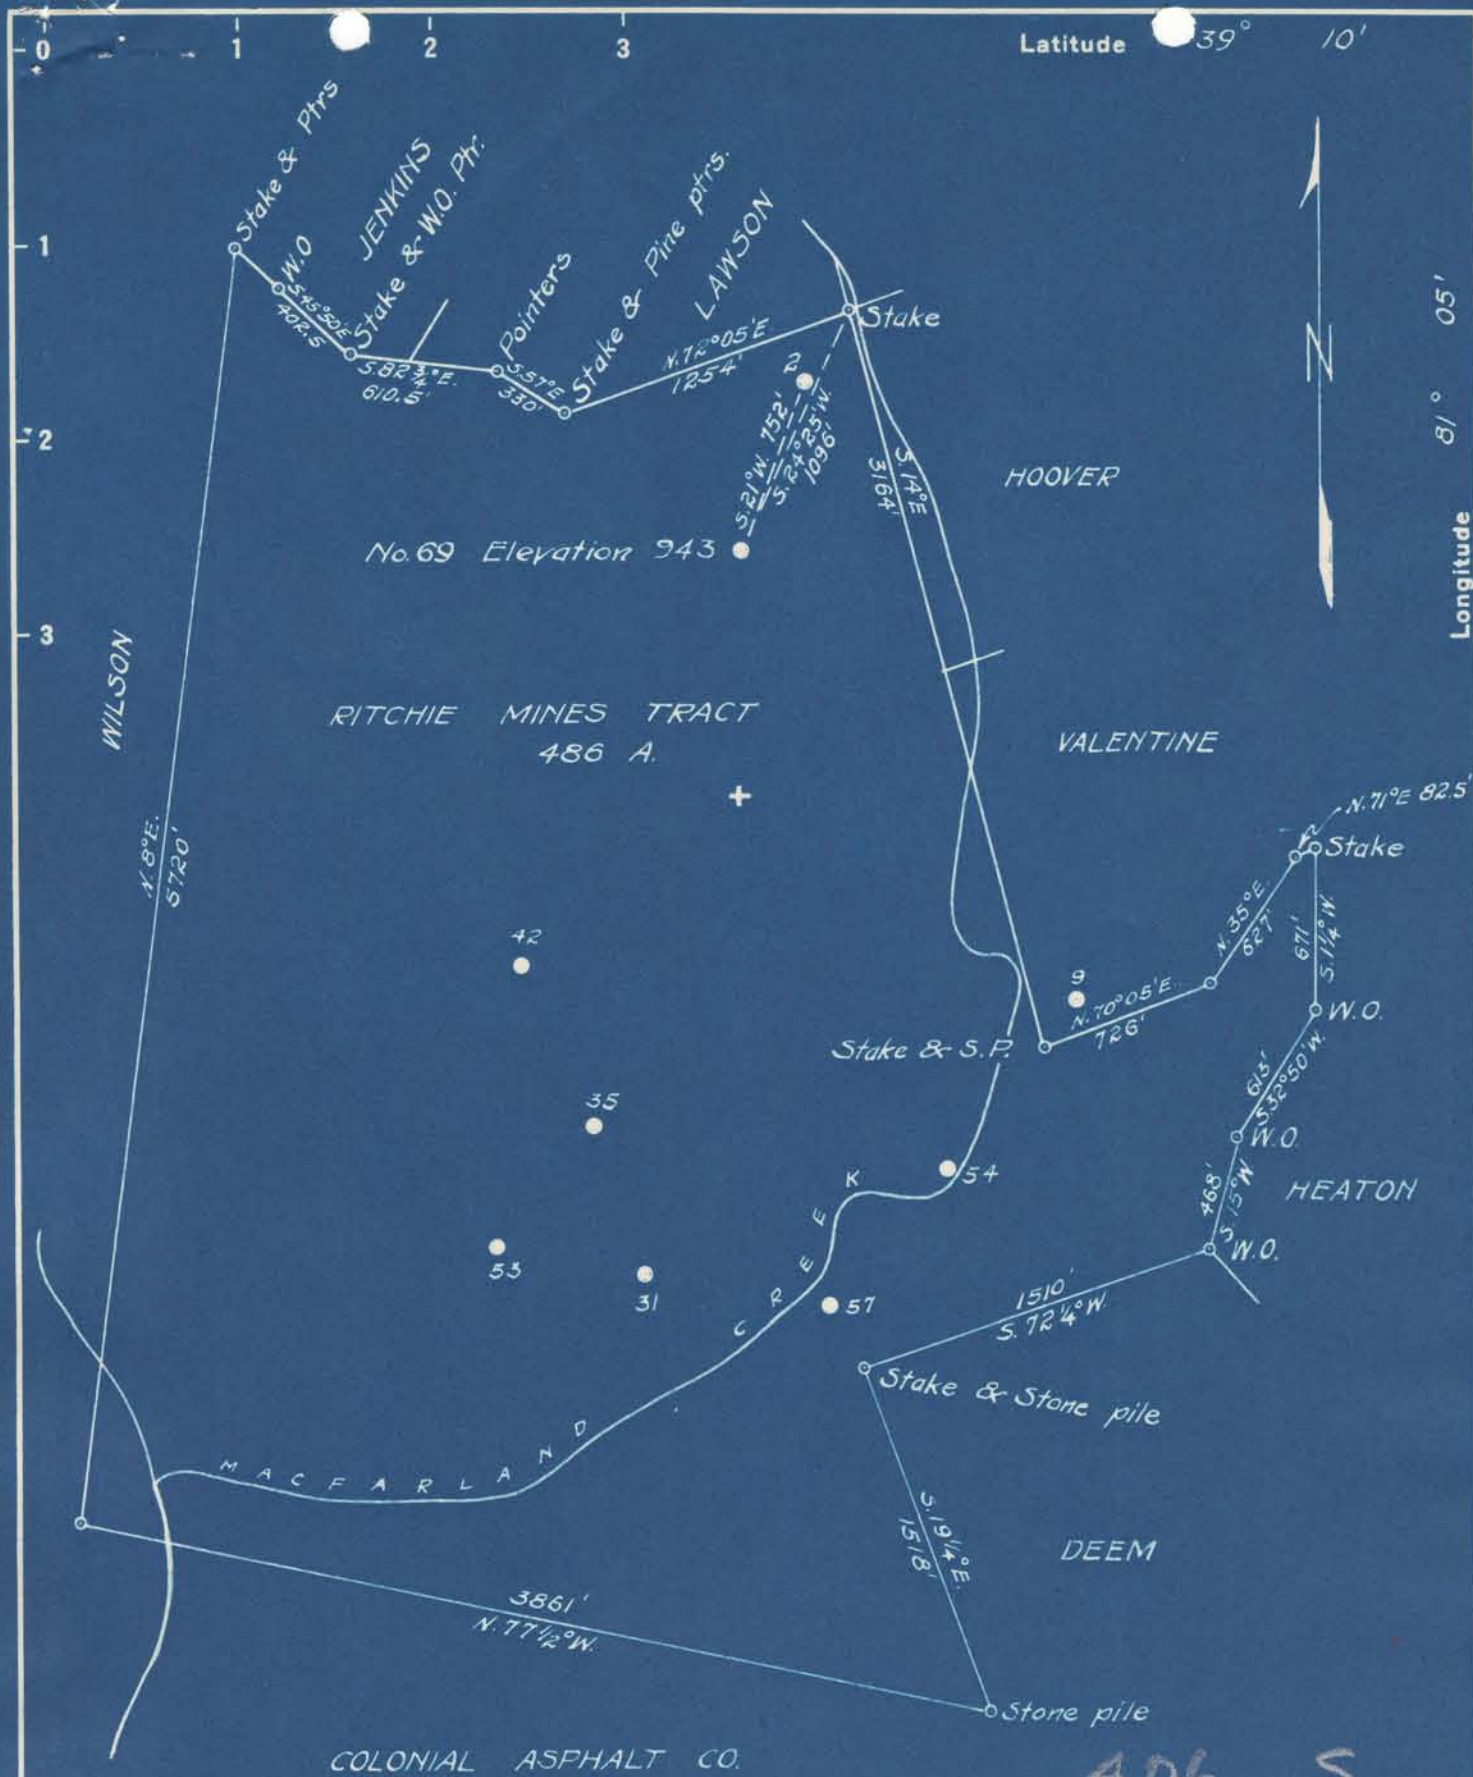 0 1 2 3 Latitude 39° 10'
1
2
3
Longitude 81° 05'
N
Stake & Ptrs
W.O
JENKINS
Stake & W.O. Ptr.
Pointers
Stake & Pine ptrs.
LAWSON
Stake
S.45°50'E
402.5
S.82¾°E.
610.5'
S.57°E
330'
N.72°05'E.
1254'
2
S.21°W. 752'
S.24°25'W.
1096'
S.14°E
3164'
HOOVER
No. 69 Elevation 943
WILSON
RITCHIE MINES TRACT
486 A.
VALENTINE
N.8°E.
5720'
N.71°E 82.5'
Stake
N.35°E.
627'
671'
S.1¼°W.
42
9
N.70°05'E.
726'
Stake & S.P.
W.O.
613'
S.32°50'W.
W.O.
35
54
468'
S.15°W
HEATON
W.O.
53
31
57
1510'
S.72¼°W.
Stake & Stone pile
MACFARLAND CREEK
S.19¼°E.
1518'
DEEM
3861'
N.77½°W.
Stone pile
COLONIAL ASPHALT CO.